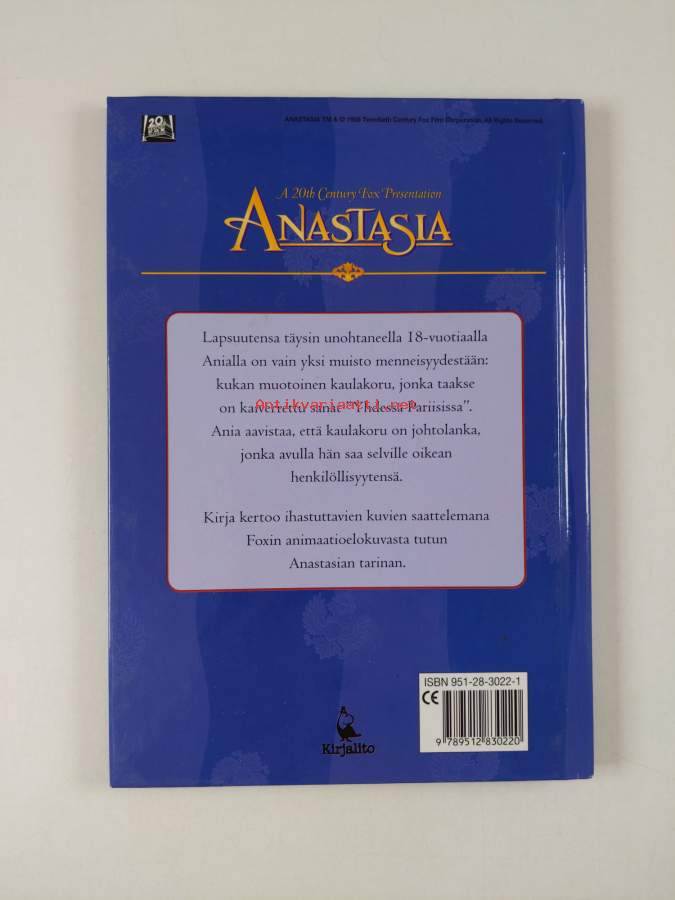 20
ANASTASIA TM & © 1998 Twentieth Century Fox Film Corporation. All Rights Reserved.
A 20th Century Fox Presentation
ANASTASIA
Lapsuutensa täysin unohtaneella 18-vuotiaalla
Anialla on vain yksi muisto menneisyydestään:
kukan muotoinen kaulakoru, jonka taakse
Antikvariaatti.net
on kaiverrettu sanat "Yhdessä Pariisissa".
Ania aavistaa, että kaulakoru on johtolanka,
jonka avulla hän saa selville oikean
henkilöllisyytensä.
Kirja kertoo ihastuttavien kuvien saattelemana
Foxin animaatioelokuvasta tutun
Anastasian tarinan.
ISBN 951-28-3022-1
CE
9 789512 830220
Kirjalito